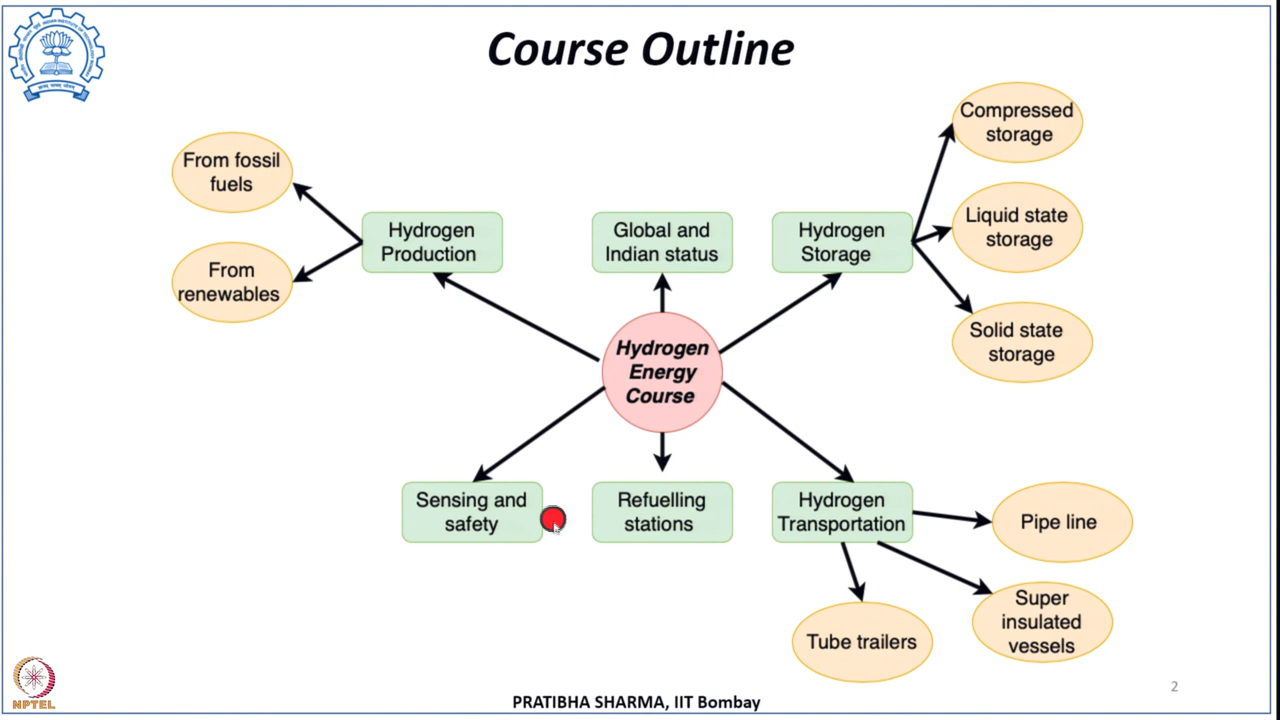 Course Outline
From fossil
fuels
From
renewables
Hydrogen
Production
Global and
Indian status
Hydrogen
Storage
Compressed
storage
Liquid state
storage
Solid state
storage
Hydrogen
Energy
Course
Sensing and
safety
Refuelling
stations
Hydrogen
Transportation
Pipe line
Super
insulated
vessels
Tube trailers
NPTEL
PRATIBHA SHARMA, IIT Bombay
2